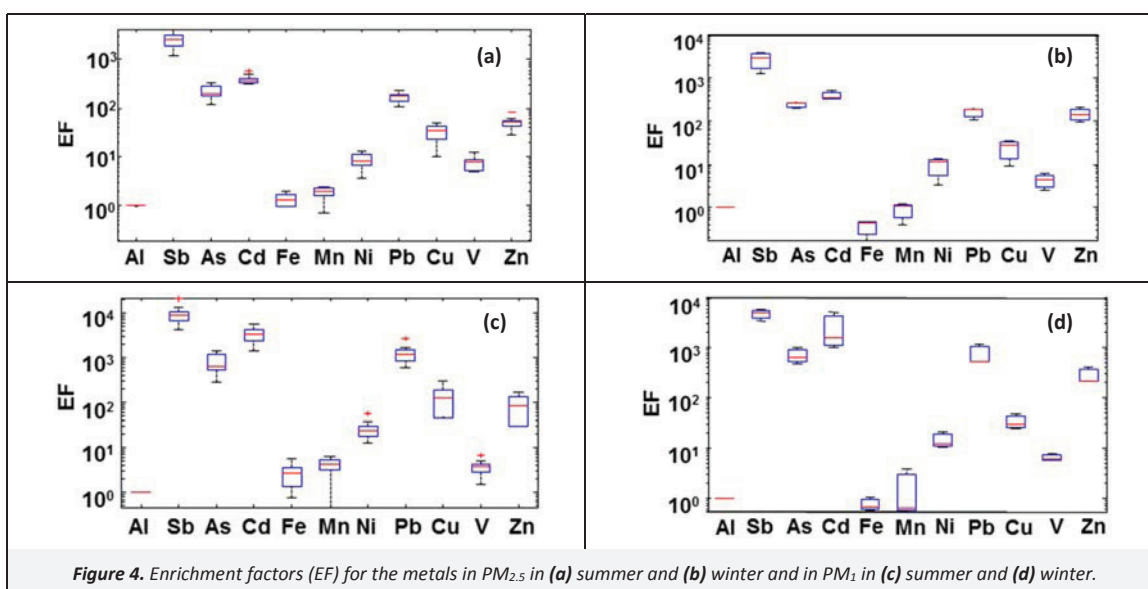 (a)
EF
10³
10²
10¹
10⁰
Al Sb As Cd Fe Mn Ni Pb Cu V Zn
(b)
EF
10⁴
10³
10²
10¹
10⁰
Al Sb As Cd Fe Mn Ni Pb Cu V Zn
(c)
EF
10⁴
10³
10²
10¹
10⁰
Al Sb As Cd Fe Mn Ni Pb Cu V Zn
(d)
EF
10⁴
10³
10²
10¹
10⁰
Al Sb As Cd Fe Mn Ni Pb Cu V Zn
Figure 4. Enrichment factors (EF) for the metals in PM₂.₅ in (a) summer and (b) winter and in PM₁ in (c) summer and (d) winter.